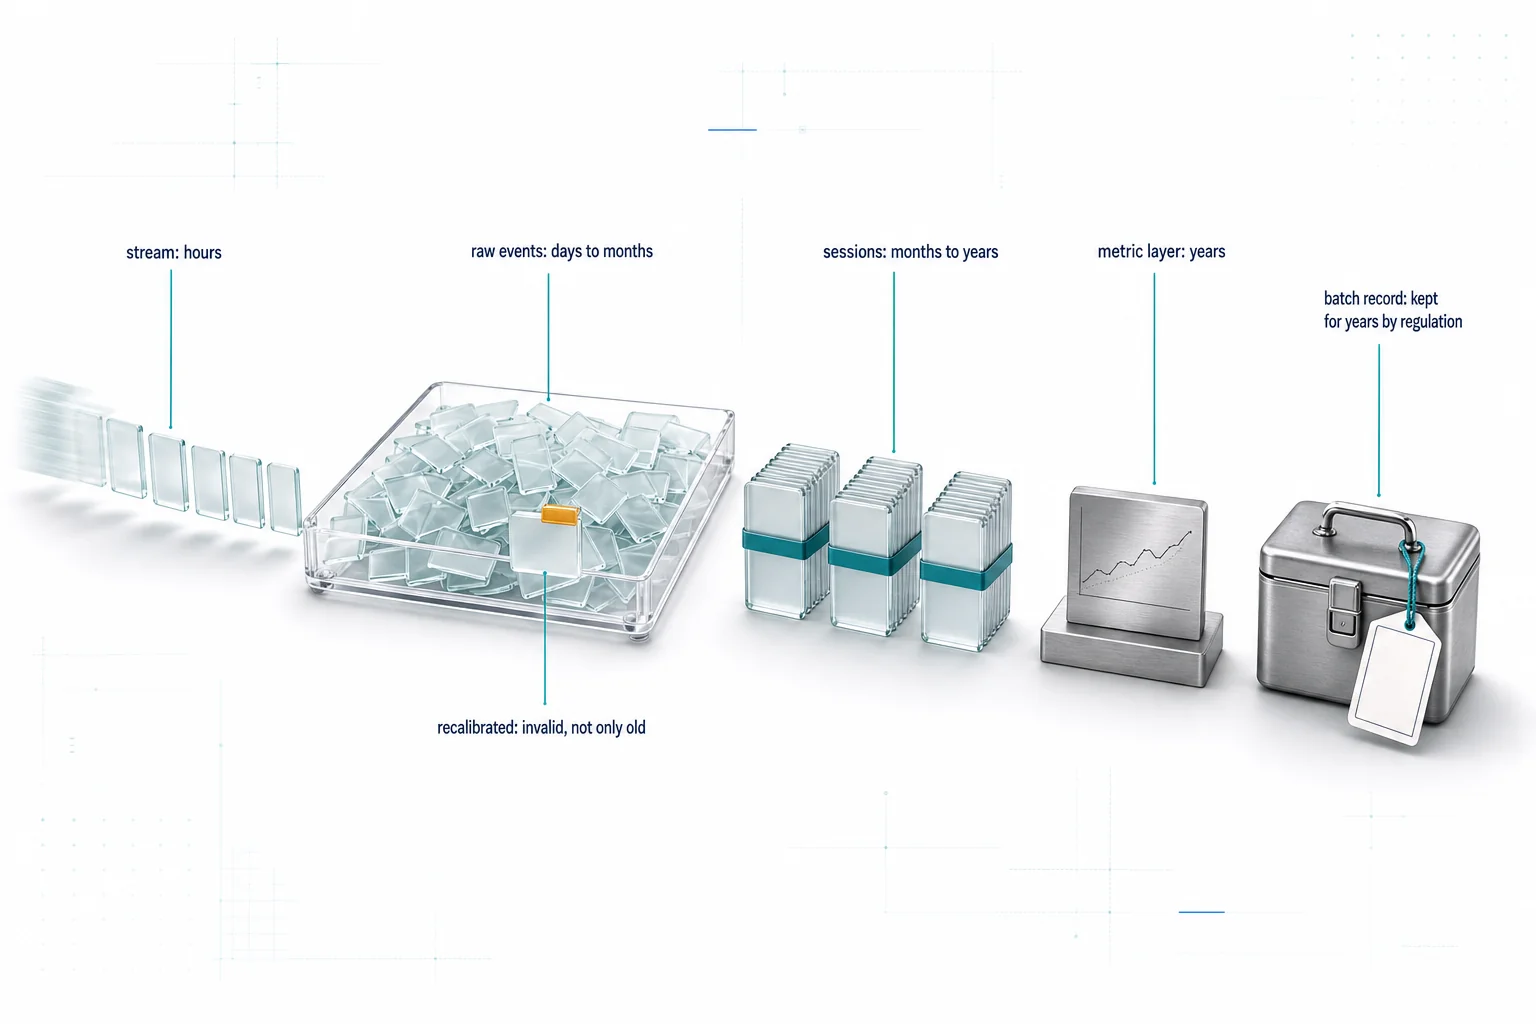 stream: hours
raw events: days to months
sessions: months to years
metric layer: years
batch record: kept
for years by regulation
recalibrated: invalid, not only old